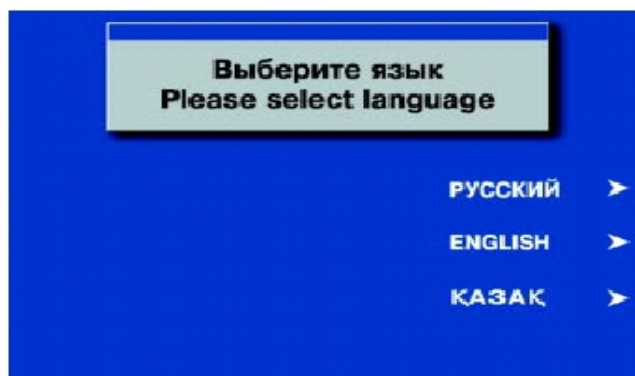 Выберите язык
Please select language
РУССКИЙ
ENGLISH
ҚАЗАҚ